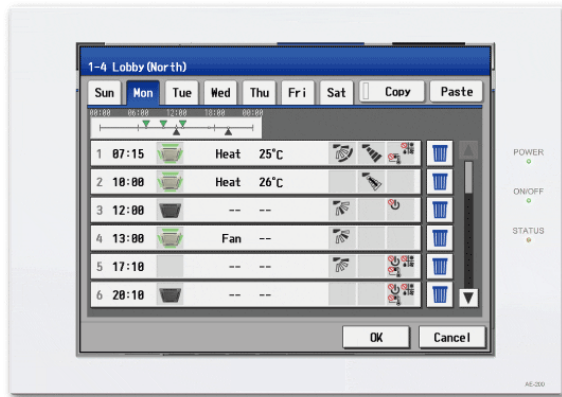 1-4 Lobby(North)
Sun Mon Tue Wed Thu Fri Sat Copy Paste
00:00 06:00 12:00 18:00 00:00
1 07:15 Heat 25°C
2 10:00 Heat 26°C
3 12:00 -- --
4 13:00 Fan --
5 17:10 -- --
6 20:10 -- --
OK Cancel
POWER
ON/OFF
STATUS
AE-200